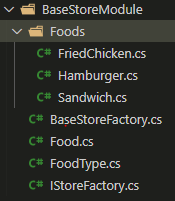 BaseStoreModule
Foods
C# FriedChicken.cs
C# Hamburger.cs
C# Sandwich.cs
C# BaseStoreFactory.cs
C# Food.cs
C# FoodType.cs
C# IStoreFactory.cs